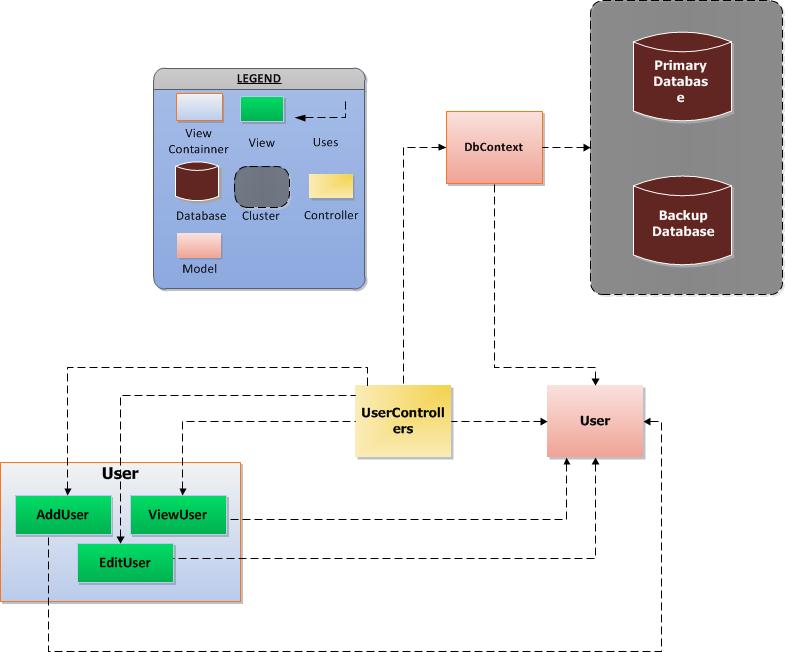 LEGEND
View
Containner
View
Uses
Database
Cluster
Controller
Model
DbContext
Primary
Databas
e
Backup
Database
UserControll
ers
User
User
AddUser
ViewUser
EditUser